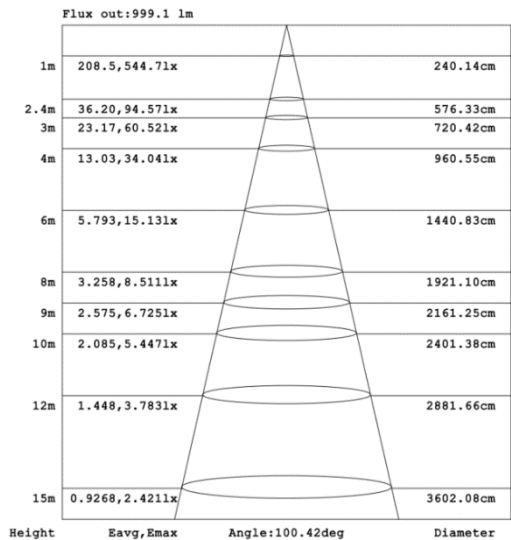 Flux out:999.1 lm
1m 208.5,544.7lx 240.14cm
2.4m 36.20,94.57lx 576.33cm
3m 23.17,60.52lx 720.42cm
4m 13.03,34.04lx 960.55cm
6m 5.793,15.13lx 1440.83cm
8m 3.258,8.511lx 1921.10cm
9m 2.575,6.725lx 2161.25cm
10m 2.085,5.447lx 2401.38cm
12m 1.448,3.783lx 2881.66cm
15m 0.9268,2.421lx 3602.08cm
Height Eavg,Emax Angle:100.42deg Diameter